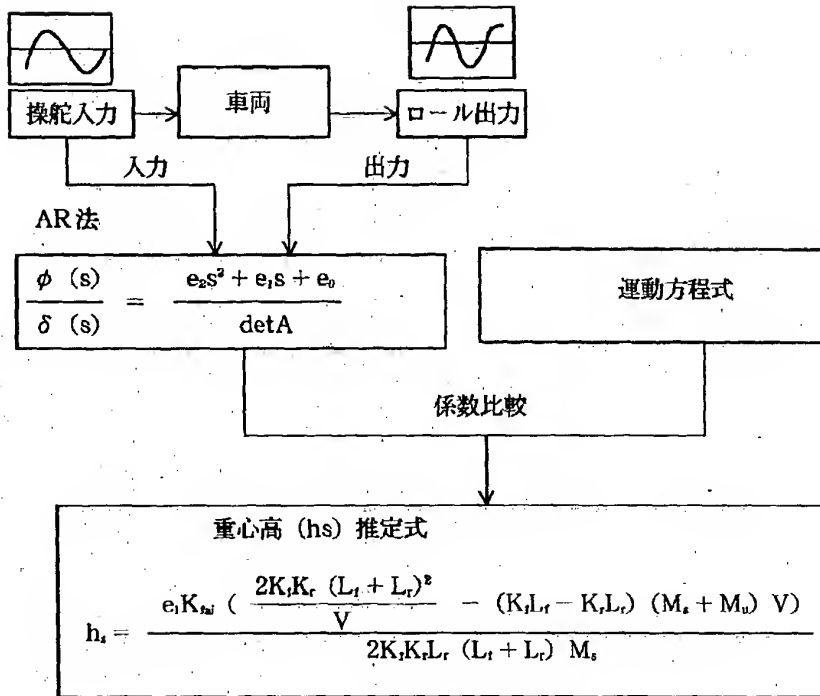 操舵入力
車両
ロール出力
入力
出力
AR法
φ (s) / δ (s) = e₂s² + e₁s + e₀ / detA
運動方程式
係数比較
重心高 (hs) 推定式
hₛ = e₁Kfai ( 2KfKr (Lf + Lr)² / V − (KfLf − KrLr) (Mₛ + Mu) V) / 2KfKrLr (Lf + Lr) Mₛ